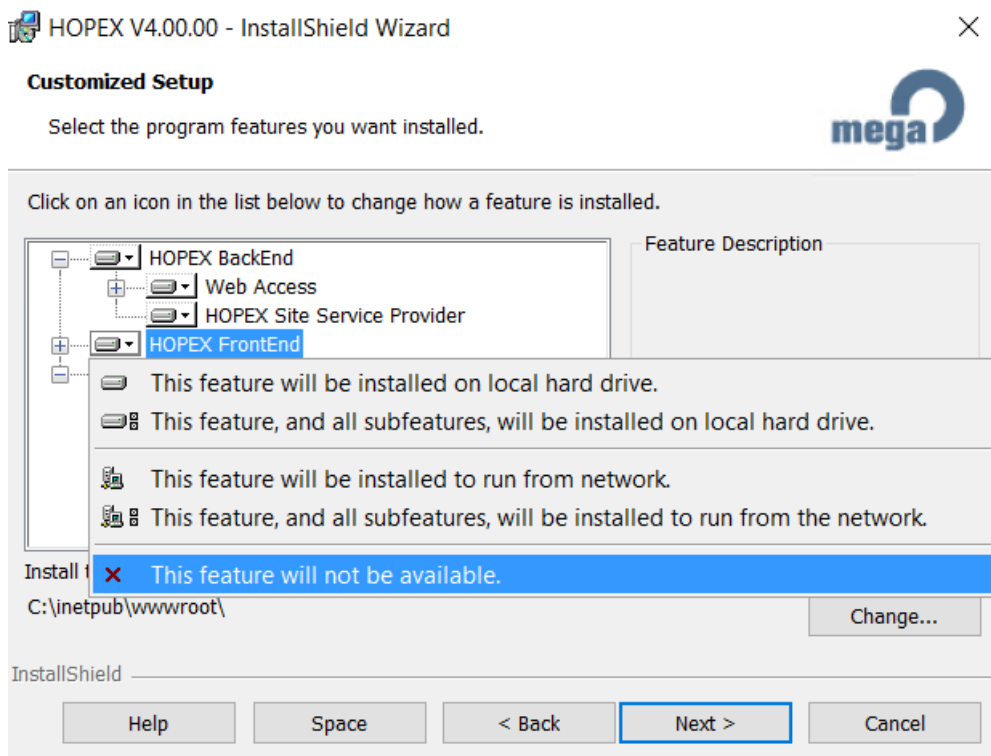 HOPEX V4.00.00 - InstallShield Wizard
Customized Setup
Select the program features you want installed.
mega
Click on an icon in the list below to change how a feature is installed.
HOPEX BackEnd
Web Access
HOPEX Site Service Provider
HOPEX FrontEnd
Feature Description
This feature will be installed on local hard drive.
This feature, and all subfeatures, will be installed on local hard drive.
This feature will be installed to run from network.
This feature, and all subfeatures, will be installed to run from the network.
This feature will not be available.
Install
C:\inetpub\wwwroot\
Change...
InstallShield
Help
Space
< Back
Next >
Cancel